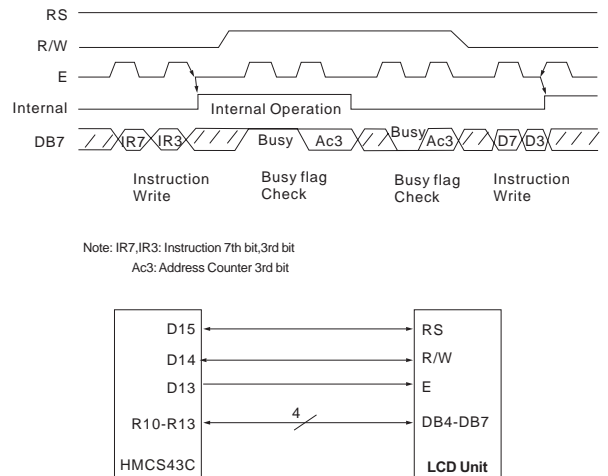 RS
R/W
E
Internal Internal Operation
DB7 IR7 IR3 Busy Ac3 Busy Ac3 D7 D3
Instruction Busy flag Busy flag Instruction
Write Check Check Write
Note: IR7,IR3: Instruction 7th bit,3rd bit
Ac3: Address Counter 3rd bit
D15 RS
D14 R/W
D13 E
R10-R13 4 DB4-DB7
HMCS43C LCD Unit